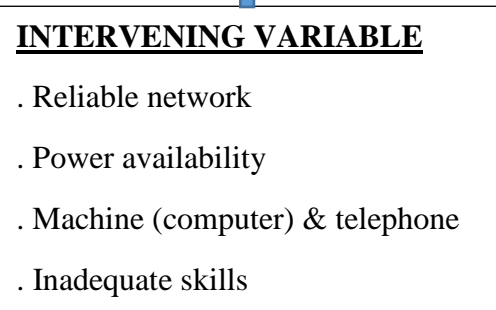 INTERVENING VARIABLE
. Reliable network
. Power availability
. Machine (computer) & telephone
. Inadequate skills